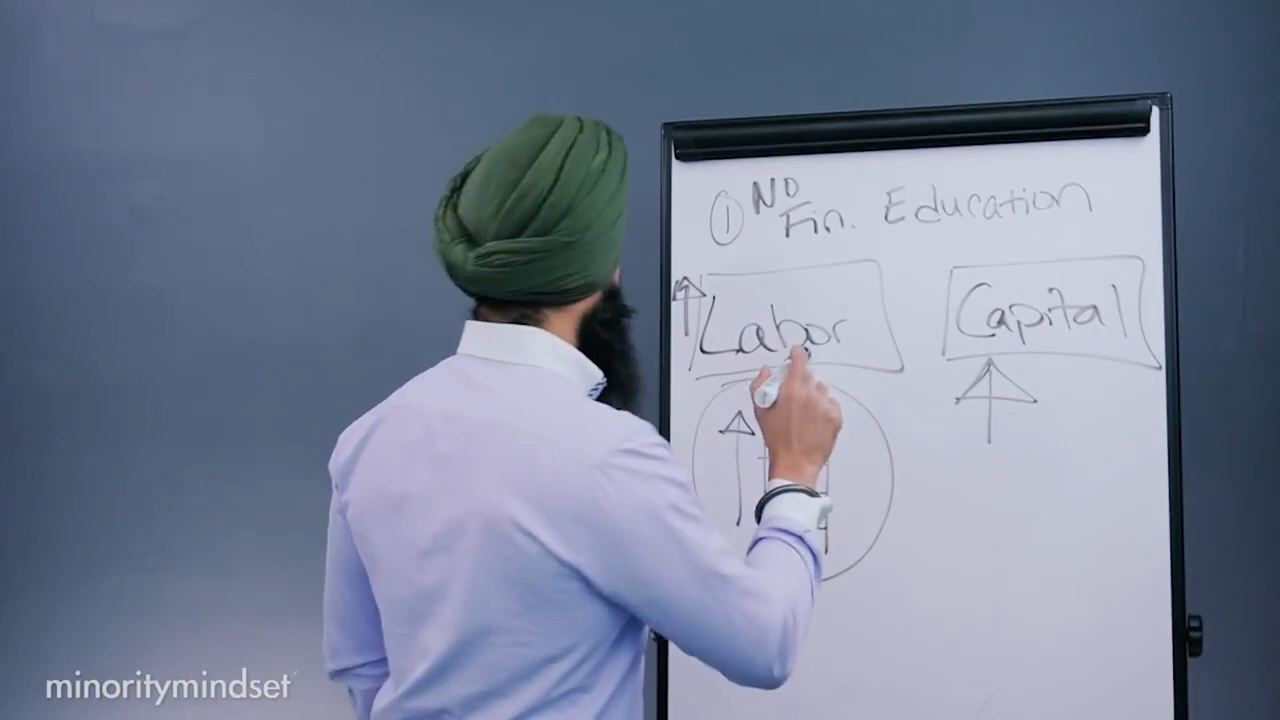 ① NO
Fin. Education
Labor
Capital
minoritymindset